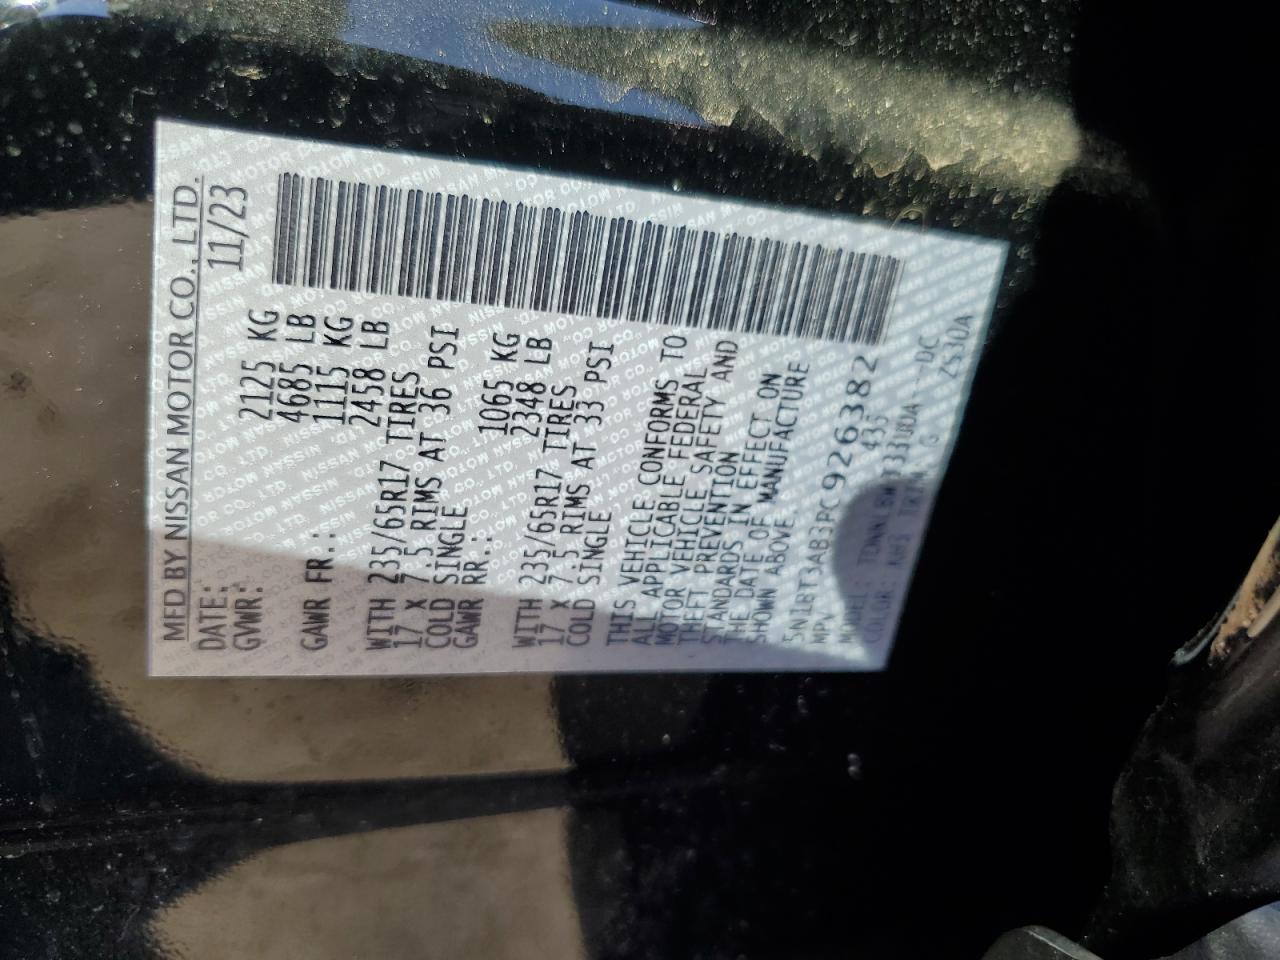 MFD BY NISSAN MOTOR CO., LTD.
DATE: 11/23
GVWR: 2125 KG
4685 LB
GAWR FR.: 1115 KG
2458 LB
WITH 235/65R17 TIRES
17 X 7.5 RIMS AT 36 PSI
COLD SINGLE
GAWR RR.: 1065 KG
2348 LB
WITH 235/65R17 TIRES
17 X 7.5 RIMS AT 33 PSI
COLD SINGLE
THIS VEHICLE CONFORMS TO
ALL APPLICABLE FEDERAL
MOTOR VEHICLE SAFETY AND
THEFT PREVENTION
STANDARDS IN EFFECT ON
THE DATE OF MANUFACTURE
SHOWN ABOVE
5N1BT3AB3PC926382
MPV 435
MODEL:
COLOR: KH3 TRIM G
Z530A